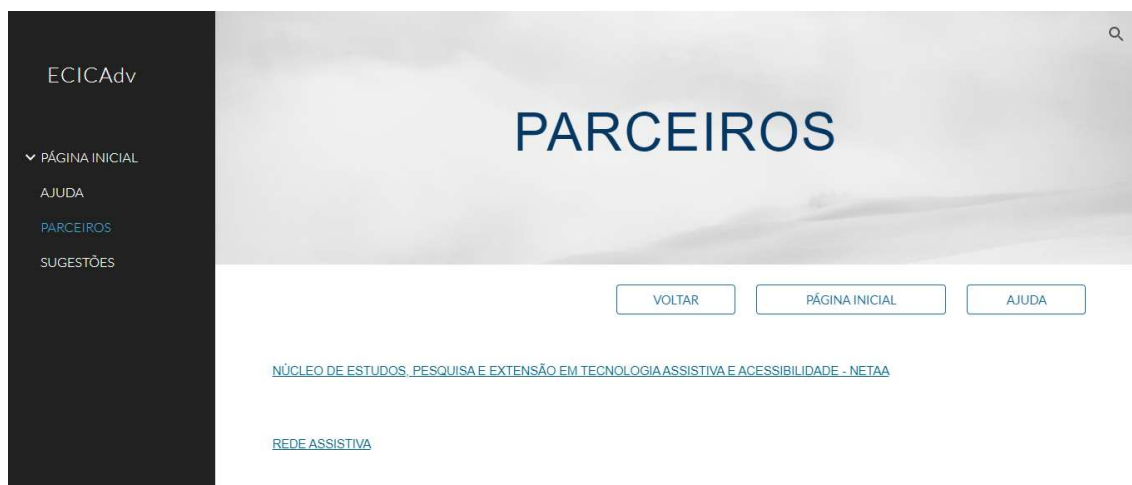 ECICAdv
PÁGINA INICIAL
AJUDA
PARCEIROS
SUGESTÕES
PARCEIROS
VOLTAR
PÁGINA INICIAL
AJUDA
NÚCLEO DE ESTUDOS, PESQUISA E EXTENSÃO EM TECNOLOGIA ASSISTIVA E ACESSIBILIDADE - NETAA
REDE ASSISTIVA